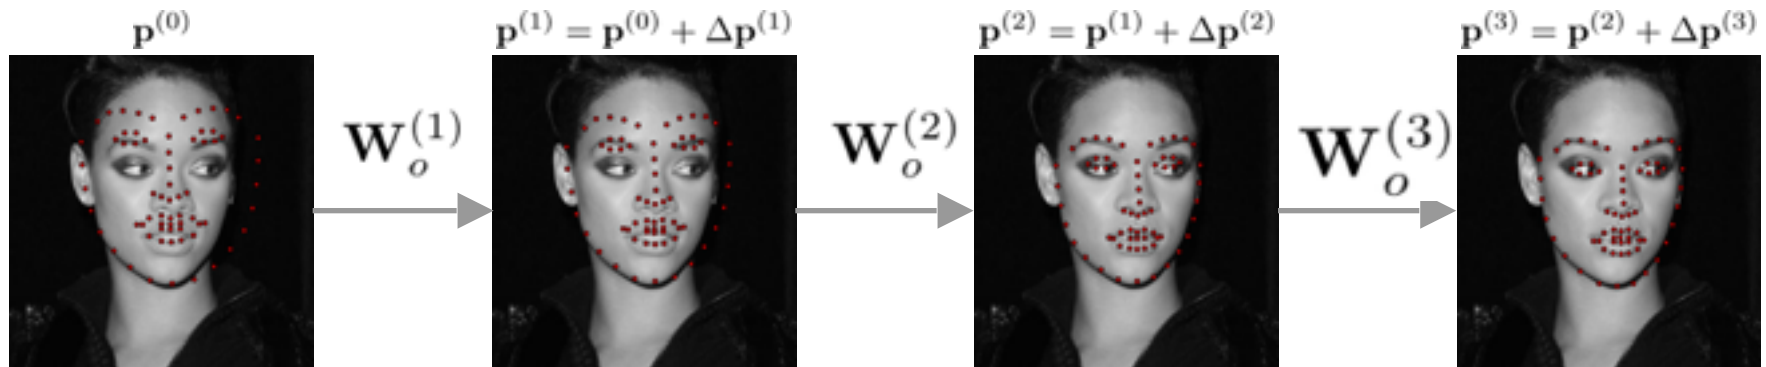 p^(0)
p^(1) = p^(0) + Δp^(1)
p^(2) = p^(1) + Δp^(2)
p^(3) = p^(2) + Δp^(3)
W_o^(1)
W_o^(2)
W_o^(3)